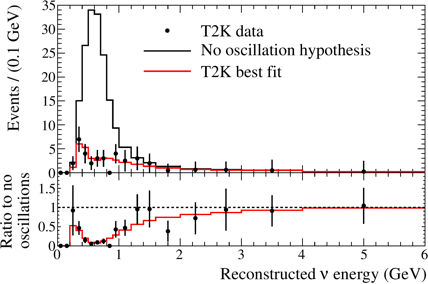 35
30
25
20
15
10
5
0
Events / (0.1 GeV)
T2K data
No oscillation hypothesis
T2K best fit
1.5
1
0.5
0
Ratio to no
oscillations
0 1 2 3 4 5 6
Reconstructed ν energy (GeV)